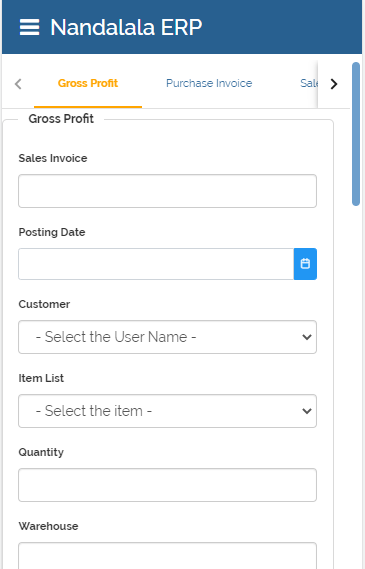 Nandalala ERP
Gross Profit
Purchase Invoice
Gross Profit
Sales Invoice
Posting Date
Customer
- Select the User Name -
Item List
- Select the item -
Quantity
Warehouse